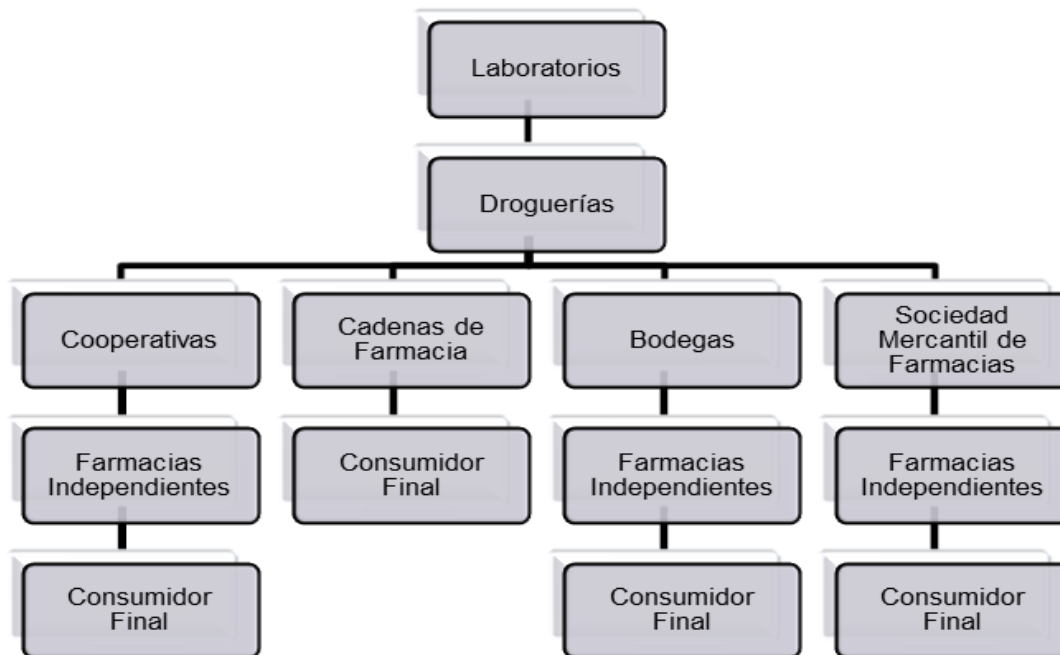 Laboratorios
Droguerías
Cooperativas
Cadenas de
Farmacia
Bodegas
Sociedad
Mercantil de
Farmacias
Farmacias
Independientes
Consumidor
Final
Farmacias
Independientes
Farmacias
Independientes
Consumidor
Final
Consumidor
Final
Consumidor
Final